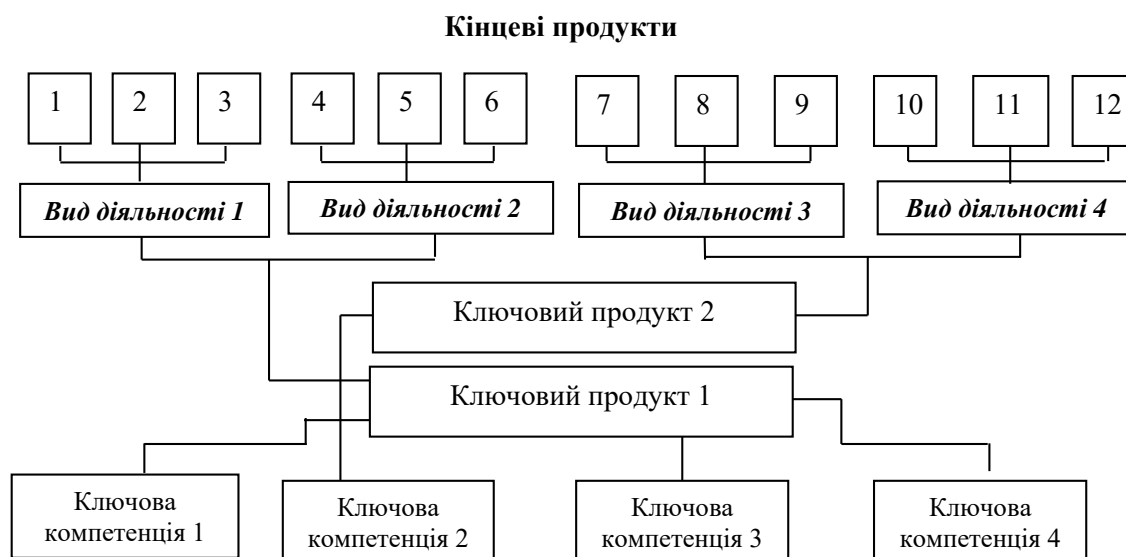 Кінцеві продукти
1 2 3 4 5 6 7 8 9 10 11 12
Вид діяльності 1 Вид діяльності 2 Вид діяльності 3 Вид діяльності 4
Ключовий продукт 2
Ключовий продукт 1
Ключова
компетенція 1
Ключова
компетенція 2
Ключова
компетенція 3
Ключова
компетенція 4